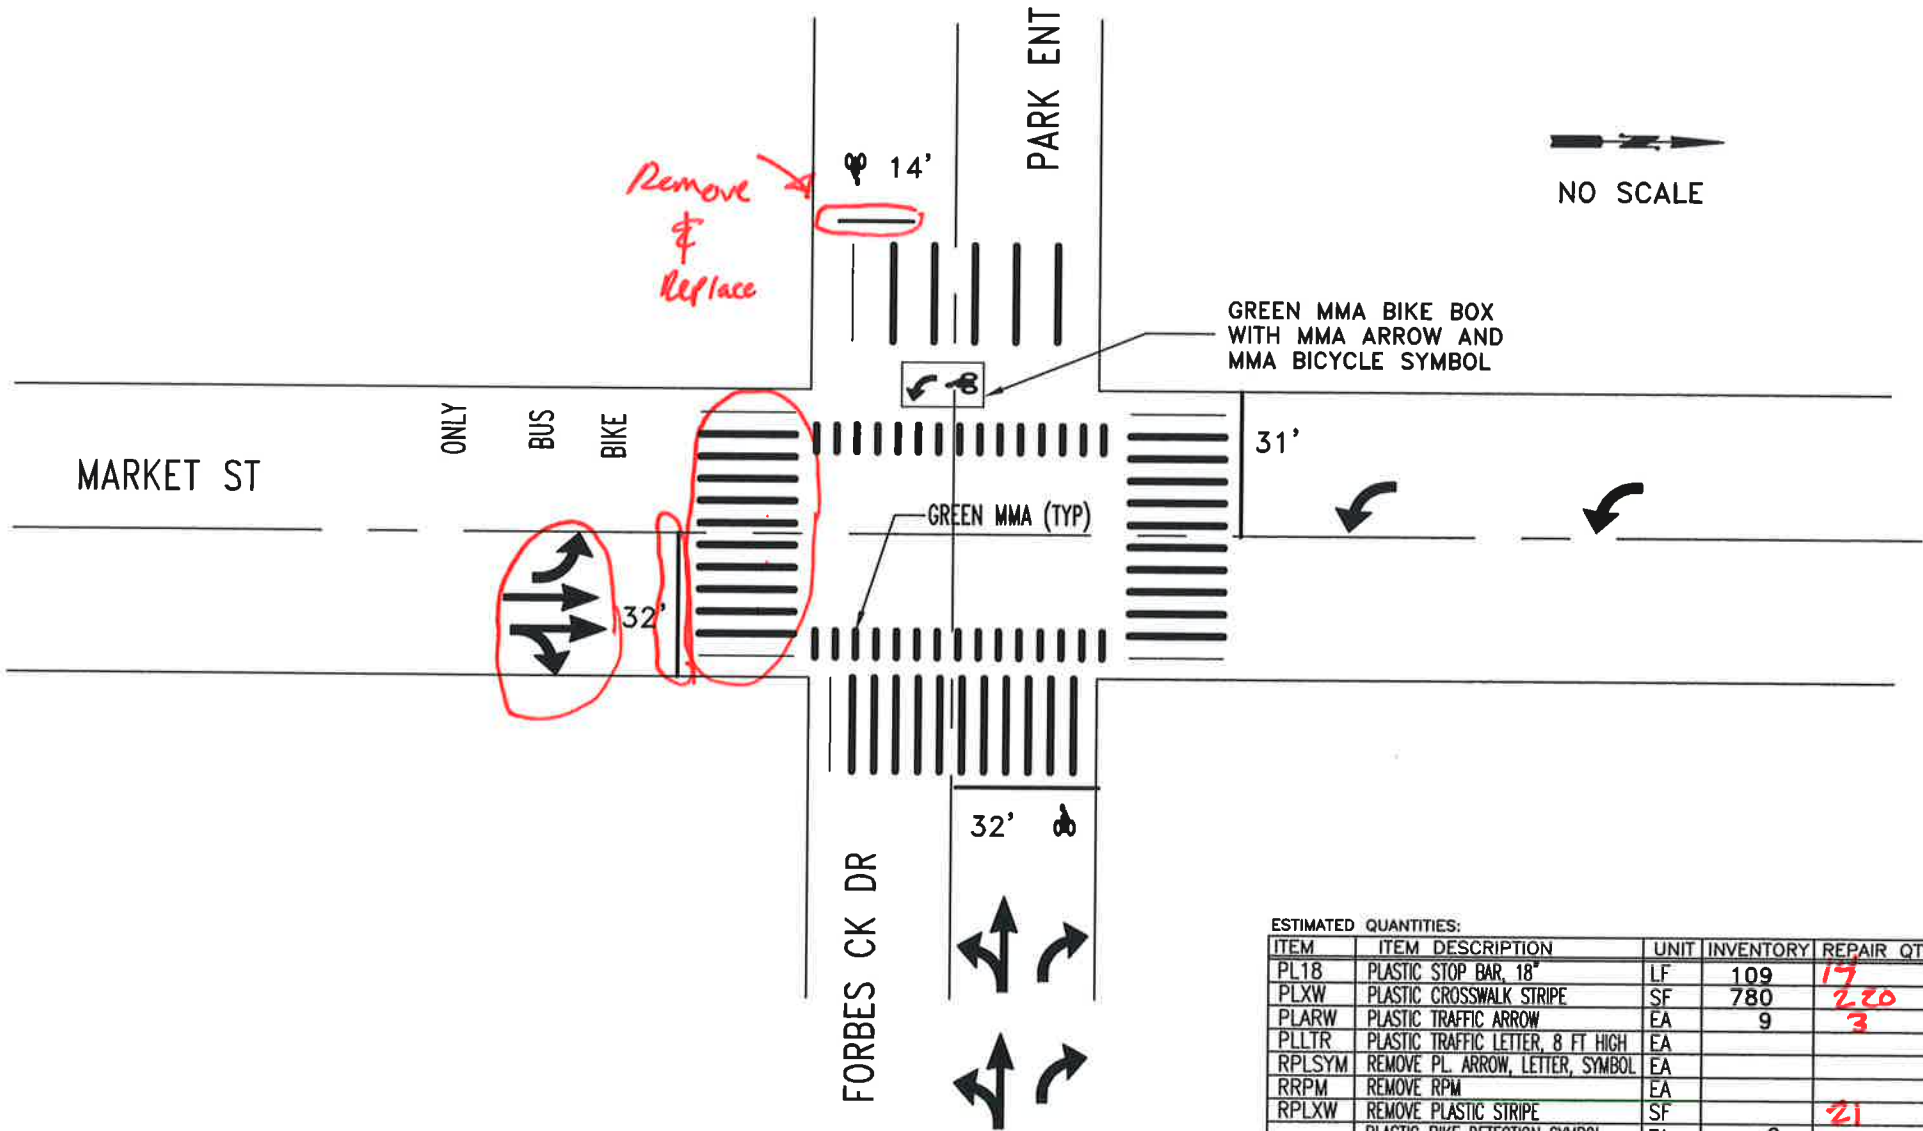 PARK ENT
14'
Remove
&
Replace
NO SCALE
GREEN MMA BIKE BOX
WITH MMA ARROW AND
MMA BICYCLE SYMBOL
ONLY
BUS
BIKE
MARKET ST
31'
GREEN MMA (TYP)
32'
32'
FORBES CK DR
ESTIMATED QUANTITIES:
ITEM ITEM DESCRIPTION UNIT INVENTORY REPAIR QT
PL18 PLASTIC STOP BAR, 18" LF 109 14
PLXW PLASTIC CROSSWALK STRIPE SF 780 220
PLARW PLASTIC TRAFFIC ARROW EA 9 3
PLLTR PLASTIC TRAFFIC LETTER, 8 FT HIGH EA
RPLSYM REMOVE PL. ARROW, LETTER, SYMBOL EA
RRPM REMOVE RPM EA
RPLXW REMOVE PLASTIC STRIPE SF 21
PLASTIC BIKE DETECTION SYMBOL